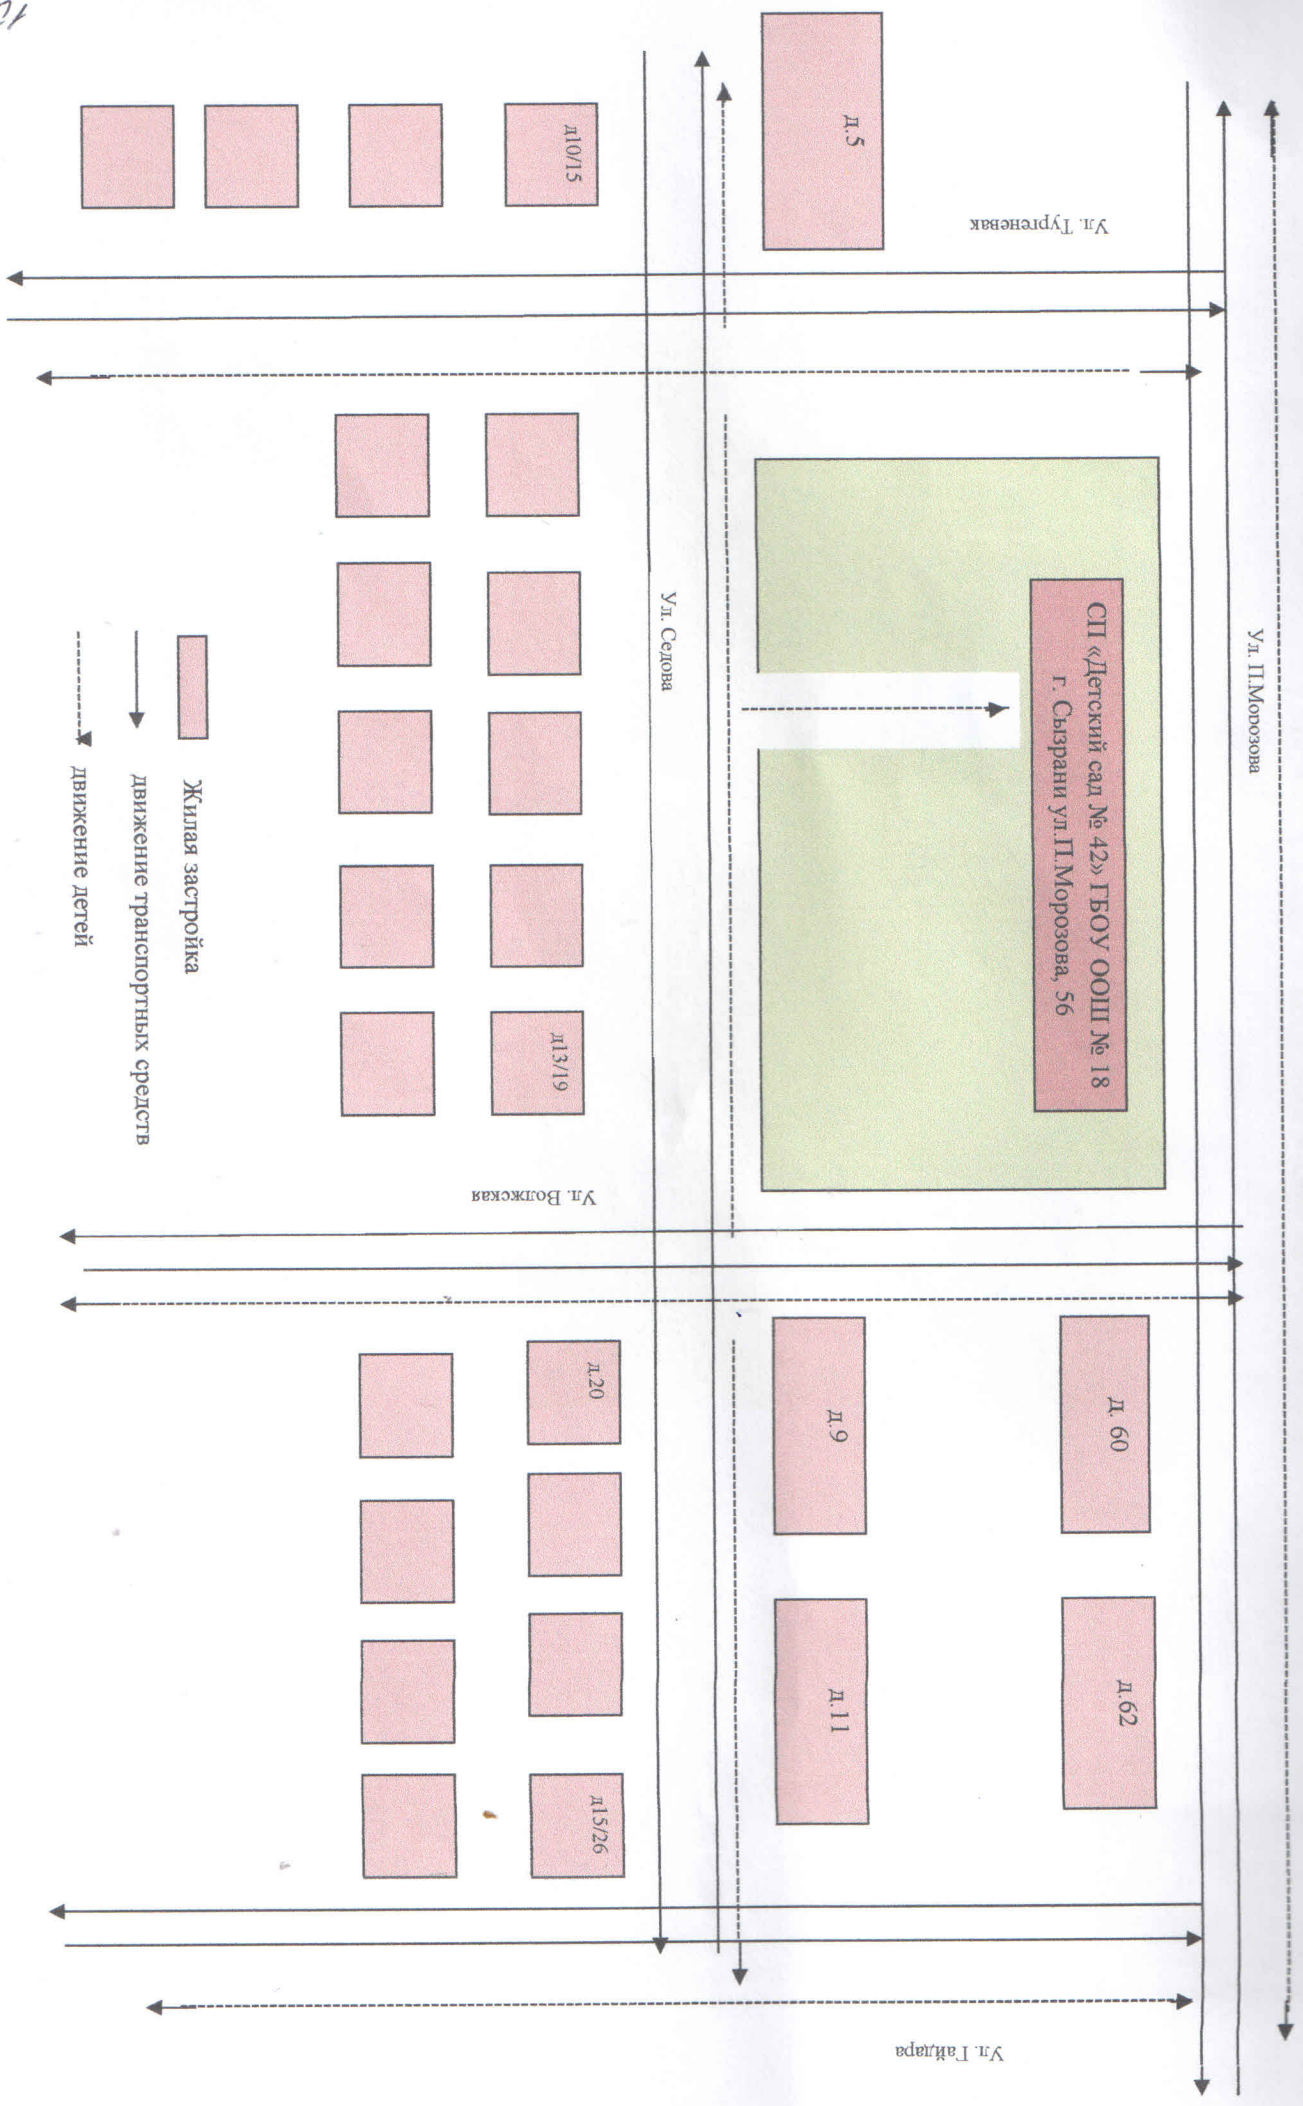 Ул. П.Морозова
СП «Детский сад № 42» ГБОУ ООШ № 18
г. Сызрани ул.П.Морозова, 56
д. 60
д.62
Ул. Тургеневак
д.5
д.9
д.11
Ул. Гайдара
Ул. Седова
д10/15
д13/19
Ул. Волжская
д.20
д15/26
Жилая застройка
движение транспортных средств
движение детей